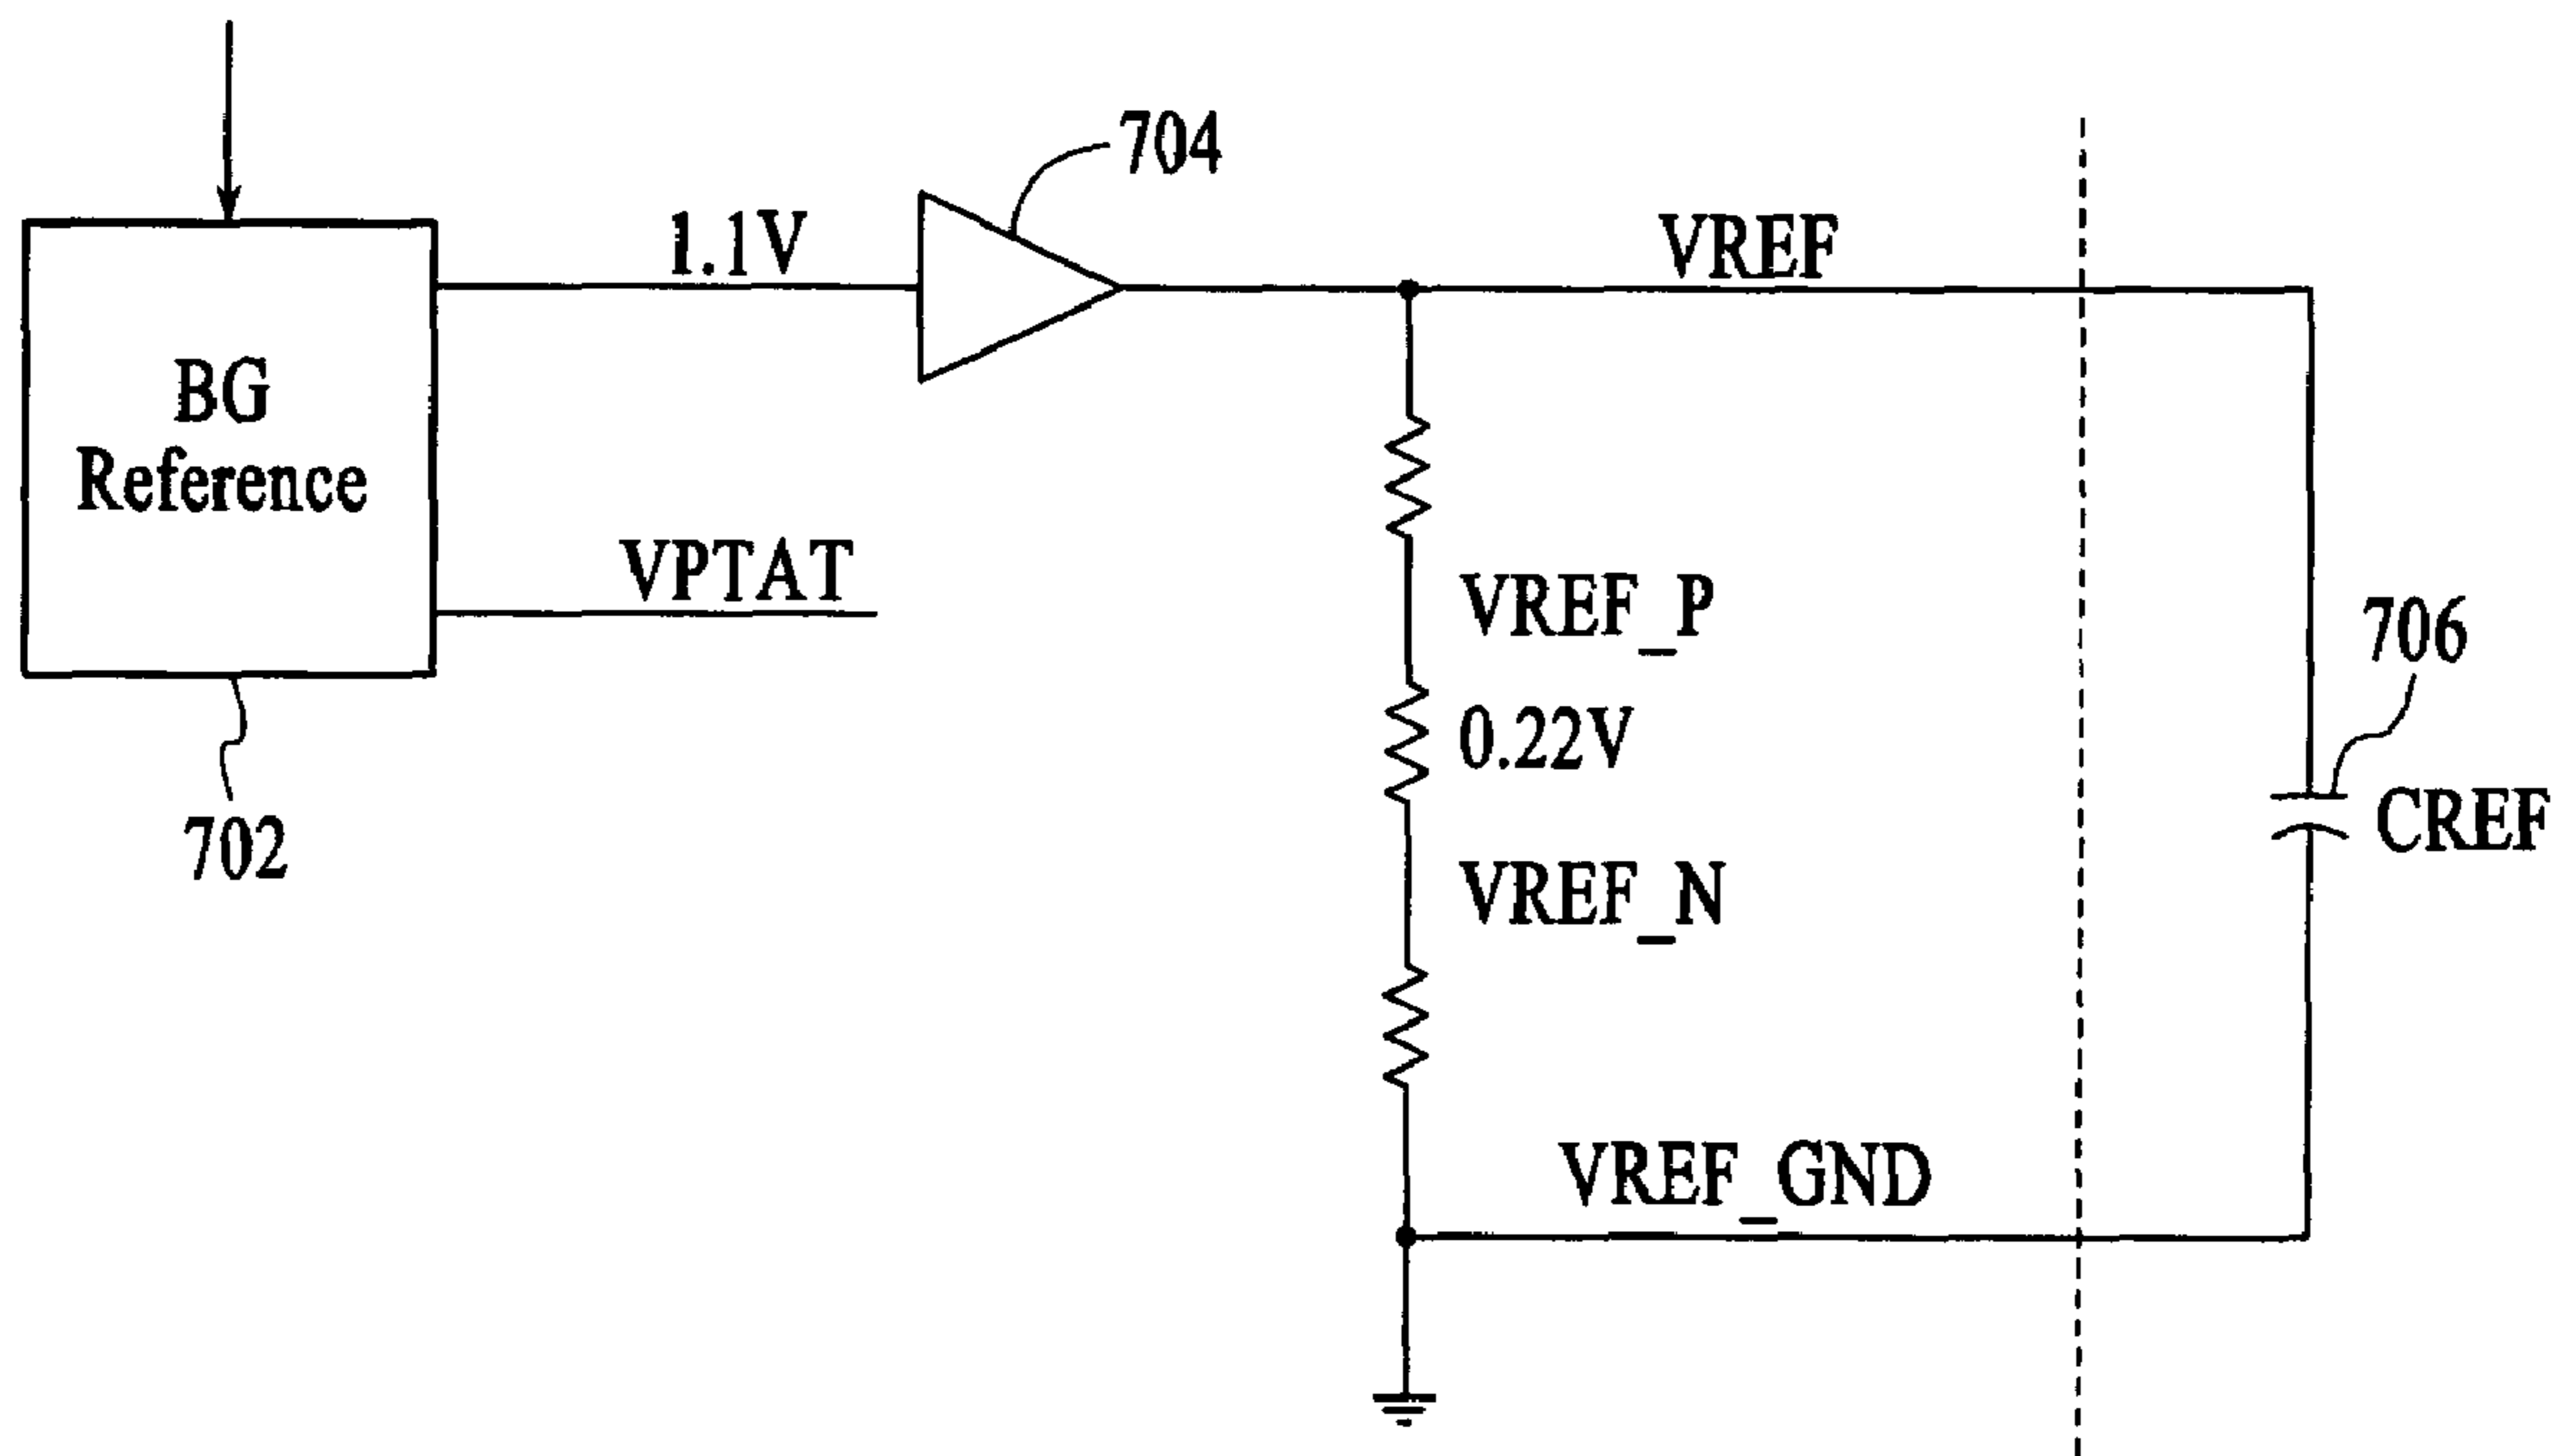 704
1.1V
VREF
BG
Reference
VPTAT
VREF_P
706
0.22V
CREF
702
VREF_N
VREF_GND